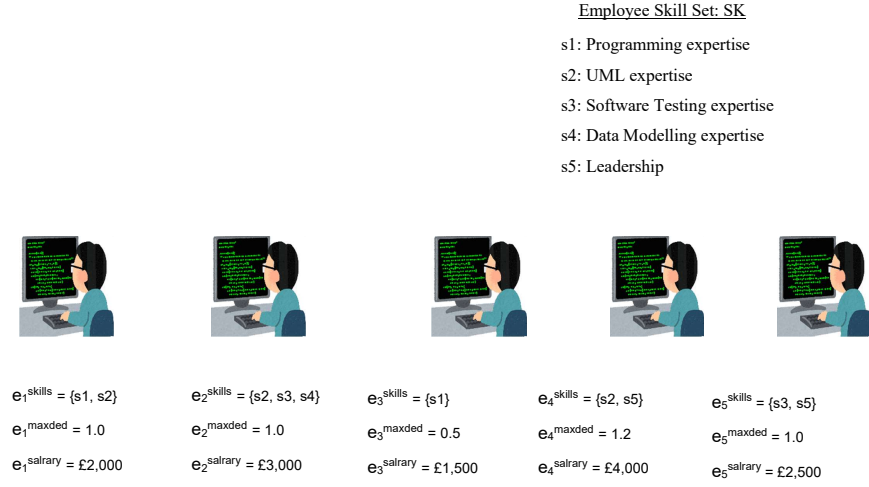 Employee Skill Set: SK
s1: Programming expertise
s2: UML expertise
s3: Software Testing expertise
s4: Data Modelling expertise
s5: Leadership
e1skills = {s1, s2}
e1maxded = 1.0
e1salrary = £2,000
e2skills = {s2, s3, s4}
e2maxded = 1.0
e2salrary = £3,000
e3skills = {s1}
e3maxded = 0.5
e3salrary = £1,500
e4skills = {s2, s5}
e4maxded = 1.2
e4salrary = £4,000
e5skills = {s3, s5}
e5maxded = 1.0
e5salrary = £2,500